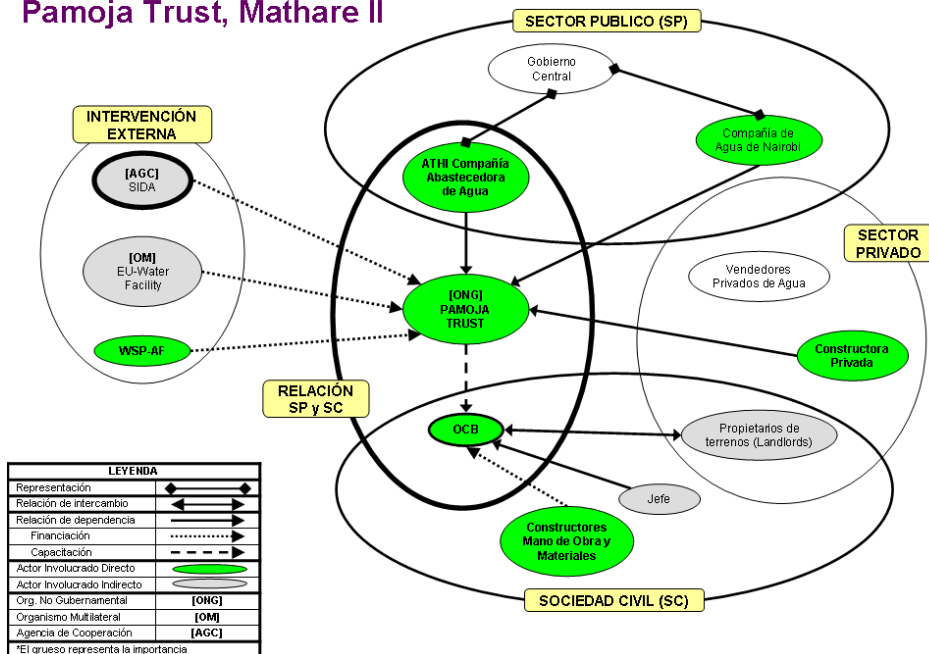 Pamoja Trust, Mathare II
SECTOR PUBLICO (SP)
Gobierno
Central
INTERVENCIÓN
EXTERNA
Compañía de
Agua de Nairobi
[AGC]
SIDA
ATHI Compañía
Abastecedora
de Agua
SECTOR
PRIVADO
[OM]
EU-Water
Facility
Vendedores
Privados de Agua
[ONG]
PAMOJA
TRUST
WSP-AF
Constructora
Privada
RELACIÓN
SP y SC
OCB
Propietarios de
terrenos (Landlords)
Jefe
Constructores
Mano de Obra y
Materiales
SOCIEDAD CIVIL (SC)
LEYENDA
Representación
Relación de intercambio
Relación de dependencia
Financiación
Capacitación
Actor Involucrado Directo
Actor Involucrado Indirecto
Org. No Gubernamental [ONG]
Organismo Multilateral [OM]
Agencia de Cooperación [AGC]
*El grueso representa la importancia